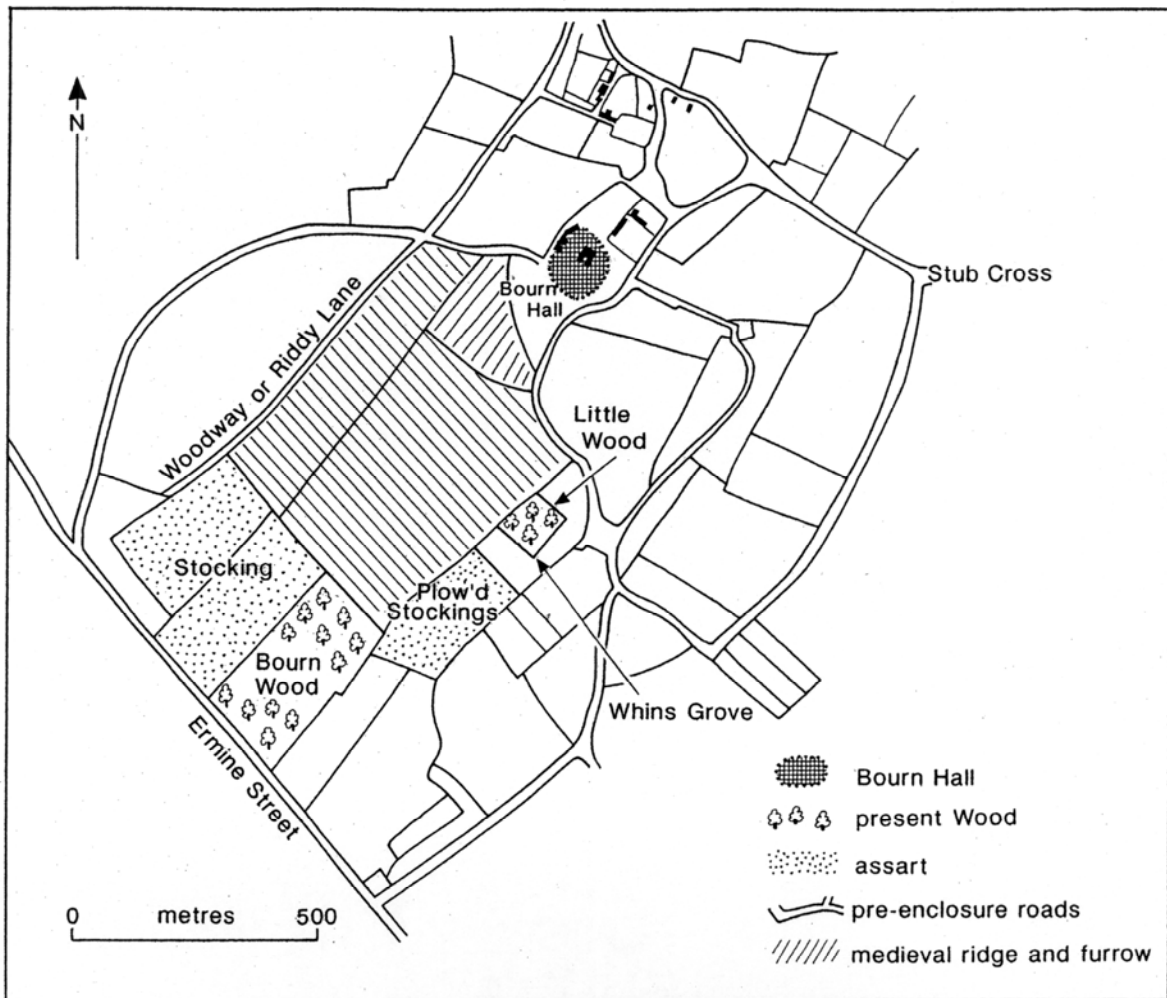 N
Stub Cross
Bourn
Hall
Woodway or Riddy Lane
Little
Wood
Stocking
Plow'd
Stockings
Bourn
Wood
Whins Grove
Ermine Street
Bourn Hall
present Wood
assart
pre-enclosure roads
medieval ridge and furrow
0 metres 500